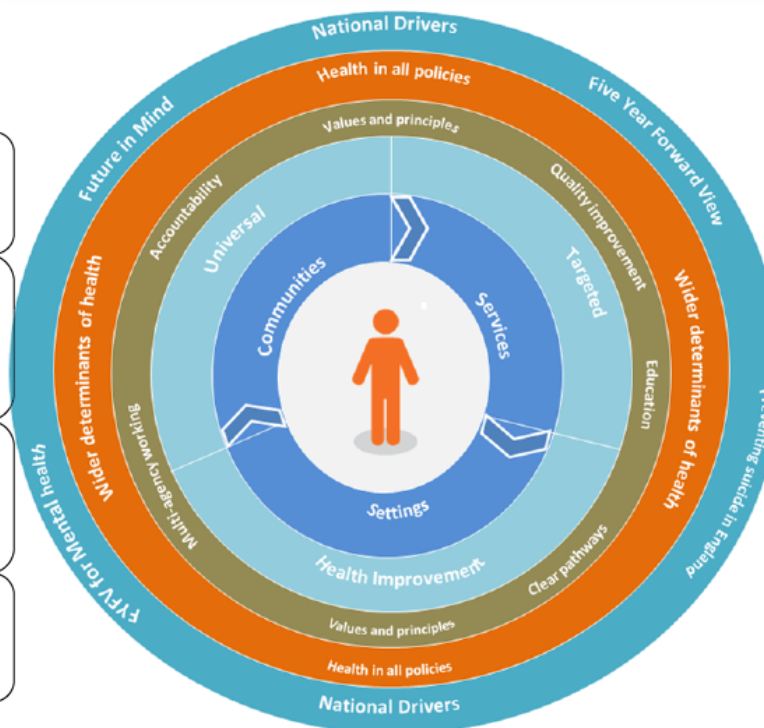 National Drivers
Future in Mind
Five Year Forward View
Health in all policies
Values and principles
Accountability
Quality improvement
Universal
Targeted
Communities
Services
Wider determinants of health
Wider determinants of health
Education
Multi-agency working
Settings
Health Improvement
Clear pathways
FYFV for Mental health
Preventing suicide in England
Values and principles
Health in all policies
National Drivers